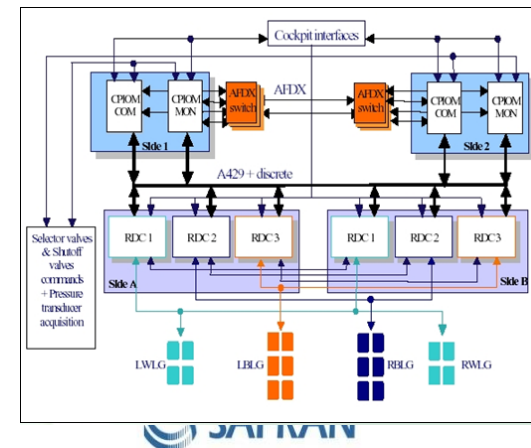 Cockpit interfaces
CPIOM
COM
CPIOM
MON
AFDX
switch
AFDX
AFDX
switch
CPIOM
COM
CPIOM
MON
Side 1
Side 2
A429 + discrete
RDC 1
RDC 2
RDC 3
RDC 1
RDC 2
RDC3
Side A
Side B
Selector valves
& Shutoff
valves
commands
+ Pressure
transducer
acquisition
LWLG
LBLG
RBLG
RWLG
SAFRAN